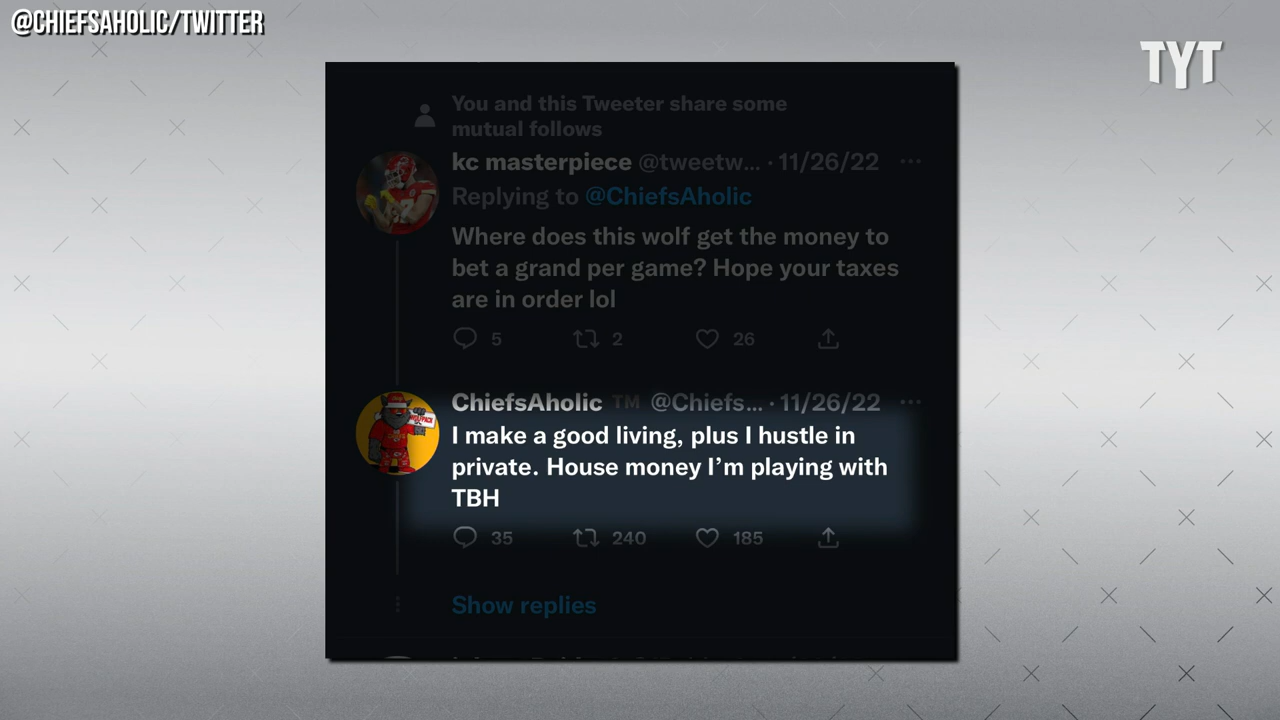 @CHIEFSAHOLIC/TWITTER
TYT
You and this Tweeter share some
mutual follows
kc masterpiece @tweetw... · 11/26/22
Replying to @ChiefsAholic
Where does this wolf get the money to
bet a grand per game? Hope your taxes
are in order lol
5 2 26
ChiefsAholic TM @Chiefs... · 11/26/22
I make a good living, plus I hustle in
private. House money I’m playing with
TBH
35 240 185
Show replies